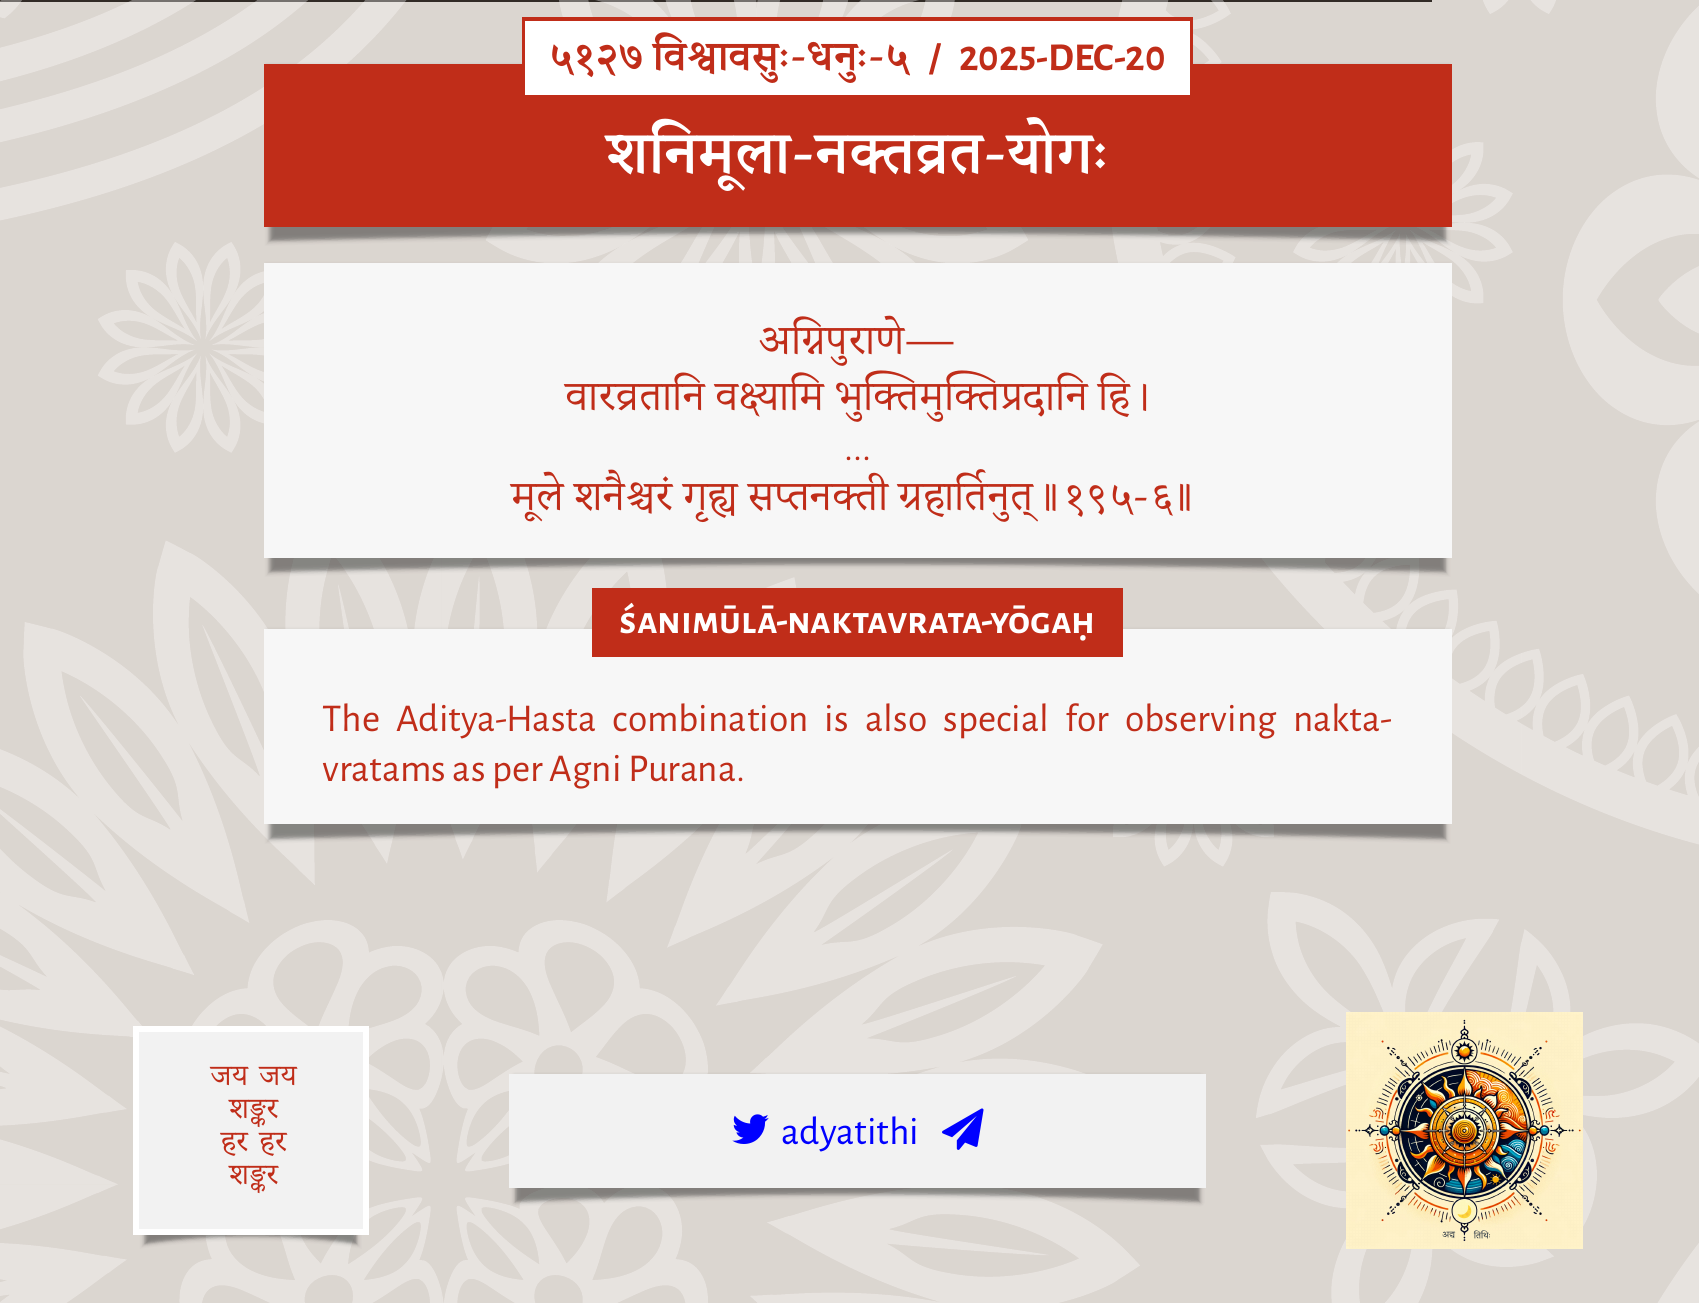 ५१२७ विश्वावसुः-धनुः-५ / 2025-DEC-20
शनिमूला-नक्तव्रत-योगः
अग्निपुराणे—
वारव्रतानि वक्ष्यामि भुक्तिमुक्तिप्रदानि हि।
...
मूले शनैश्चरं गृह्य सप्तनक्ती ग्रहार्तिनुत्॥१९५-६॥
ŚANIMŪLĀ-NAKTAVRATA-YŌGAḤ
The Aditya-Hasta combination is also special for observing nakta-
vratams as per Agni Purana.
जय जय
शङ्कर
हर हर
शङ्कर
adyatithi
अद्य तिथिः